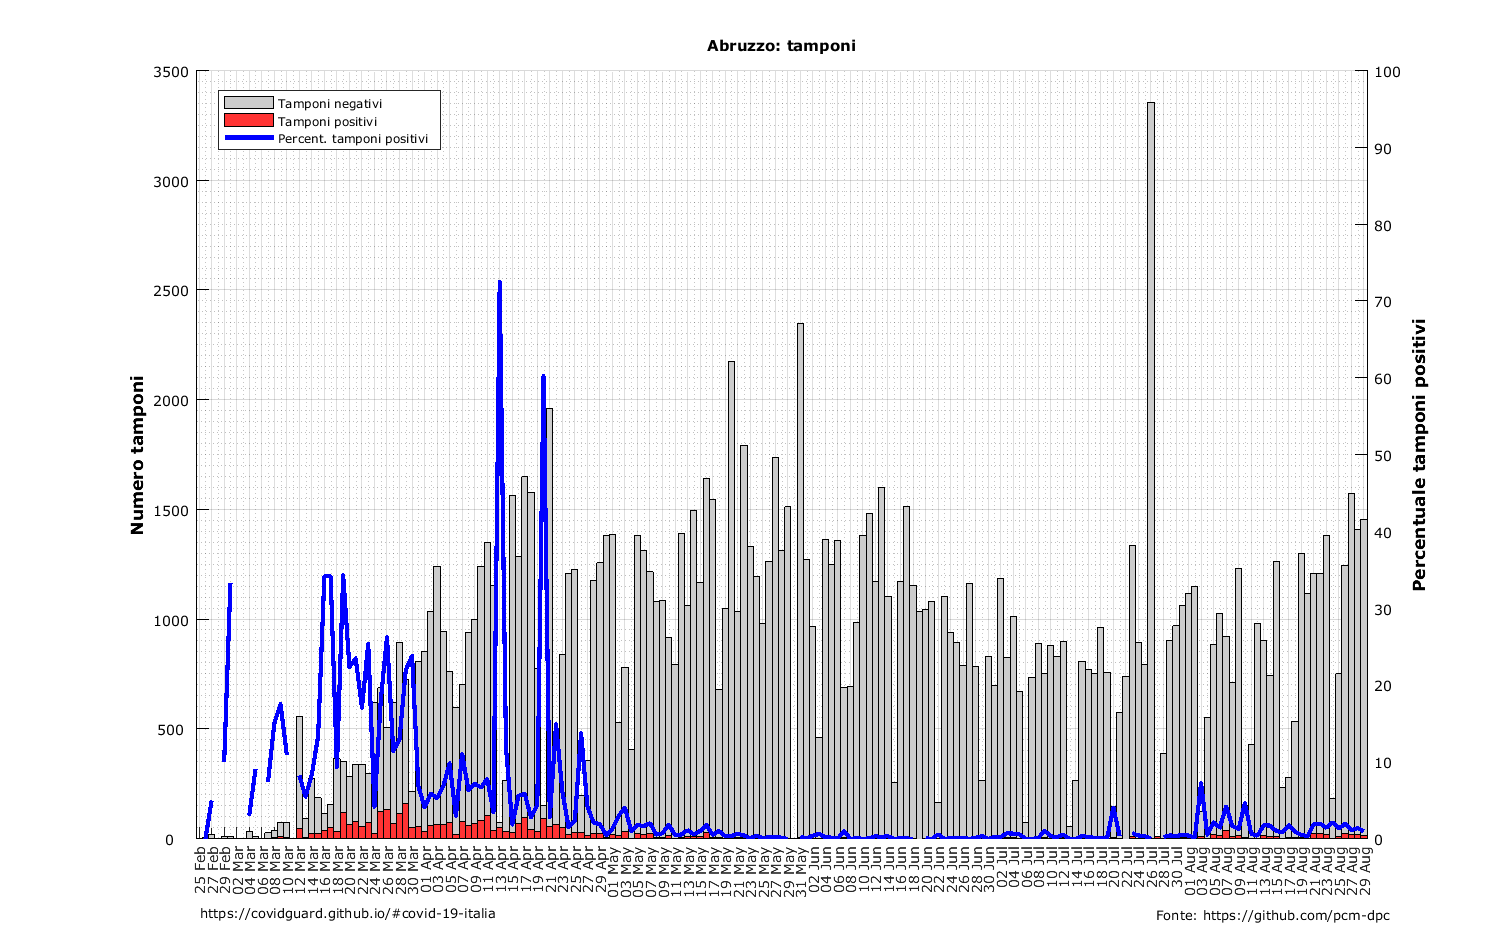 Abruzzo: tamponi
3500
3000
2500
2000
1500
1000
500
0
Numero tamponi
Tamponi negativi
Tamponi positivi
Percent. tamponi positivi
100
90
80
70
60
50
40
30
20
10
0
Percentuale tamponi positivi
25 Feb
27 Feb
29 Feb
02 Mar
04 Mar
06 Mar
08 Mar
10 Mar
12 Mar
14 Mar
16 Mar
18 Mar
20 Mar
22 Mar
24 Mar
26 Mar
28 Mar
30 Mar
01 Apr
03 Apr
05 Apr
07 Apr
09 Apr
11 Apr
13 Apr
15 Apr
17 Apr
19 Apr
21 Apr
23 Apr
25 Apr
27 Apr
29 Apr
01 May
03 May
05 May
07 May
09 May
11 May
13 May
15 May
17 May
19 May
21 May
23 May
25 May
27 May
29 May
31 May
02 Jun
04 Jun
06 Jun
08 Jun
10 Jun
12 Jun
14 Jun
16 Jun
18 Jun
20 Jun
22 Jun
24 Jun
26 Jun
28 Jun
30 Jun
02 Jul
04 Jul
06 Jul
08 Jul
10 Jul
12 Jul
14 Jul
16 Jul
18 Jul
20 Jul
22 Jul
24 Jul
26 Jul
28 Jul
30 Jul
01 Aug
03 Aug
05 Aug
07 Aug
09 Aug
11 Aug
13 Aug
15 Aug
17 Aug
19 Aug
21 Aug
23 Aug
25 Aug
27 Aug
29 Aug
https://covidguard.github.io/#covid-19-italia
Fonte: https://github.com/pcm-dpc